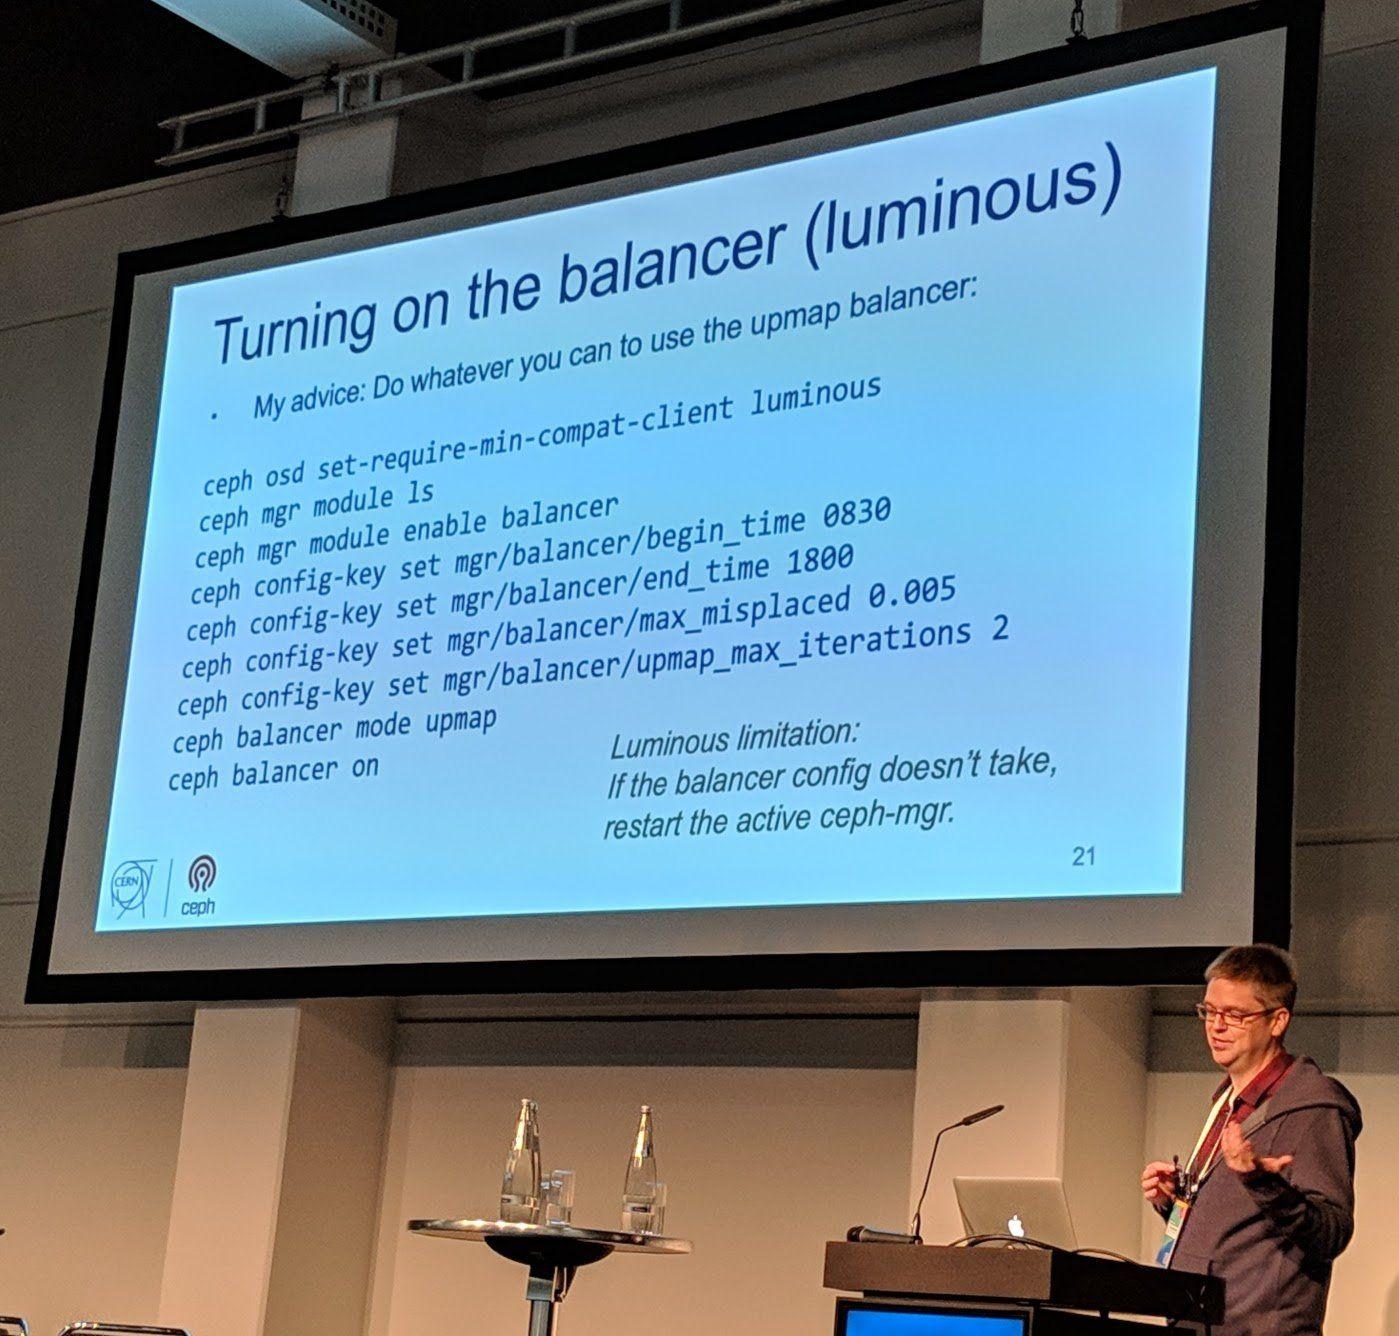 Turning on the balancer (luminous)
• My advice: Do whatever you can to use the upmap balancer:
ceph osd set-require-min-compat-client luminous
ceph mgr module ls
ceph mgr module enable balancer
ceph config-key set mgr/balancer/begin_time 0830
ceph config-key set mgr/balancer/end_time 1800
ceph config-key set mgr/balancer/max_misplaced 0.005
ceph config-key set mgr/balancer/upmap_max_iterations 2
ceph balancer mode upmap
ceph balancer on
Luminous limitation:
If the balancer config doesn't take,
restart the active ceph-mgr.
CERN
ceph
21